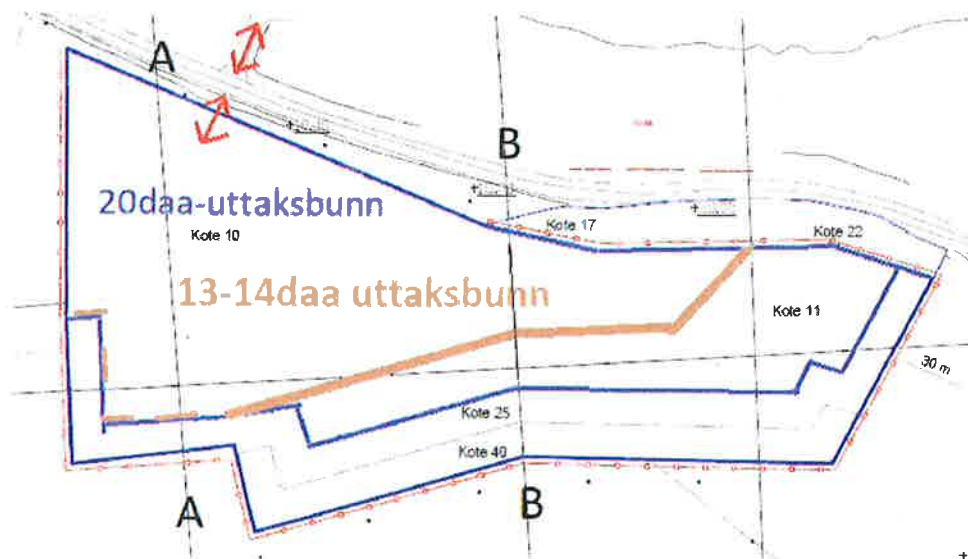 A
B
20daa-uttaksbunn
Kote 17
Kote 22
Kote 10
13-14daa uttaksbunn
Kote 11
30 m
Kote 25
Kote 40
A
B